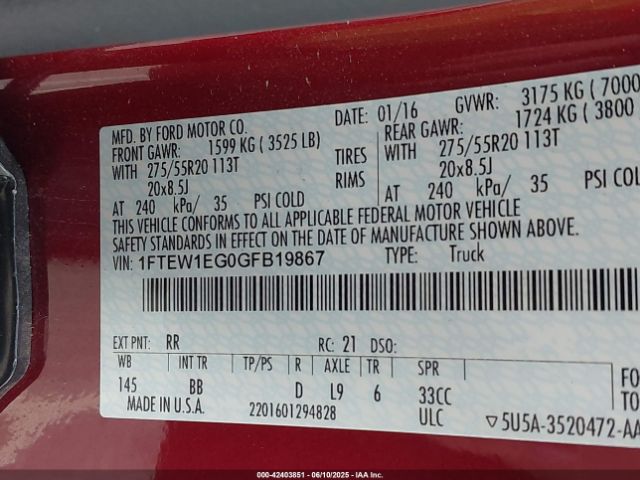 MFD. BY FORD MOTOR CO.
DATE: 01/16 GVWR: 3175 KG ( 7000
FRONT GAWR: 1599 KG ( 3525 LB) REAR GAWR: 1724 KG ( 3800
WITH 275/55R20 113T TIRES WITH 275/55R20 113T
20x8.5J RIMS 20x8.5J
AT 240 kPa/ 35 PSI COLD AT 240 kPa/ 35 PSI COL
THIS VEHICLE CONFORMS TO ALL APPLICABLE FEDERAL MOTOR VEHICLE
SAFETY STANDARDS IN EFFECT ON THE DATE OF MANUFACTURE SHOWN ABOVE.
VIN: 1FTEW1EG0GFB19867 TYPE: Truck
EXT PNT: RR RC: 21 DSO:
WB INT TR TP/PS R AXLE TR SPR
145 BB D L9 6 33CC
MADE IN U.S.A. 2201601294828 ULC ▽5U5A-3520472-AA
FO
TO
000-42403851 - 06/10/2025 - IAA Inc.